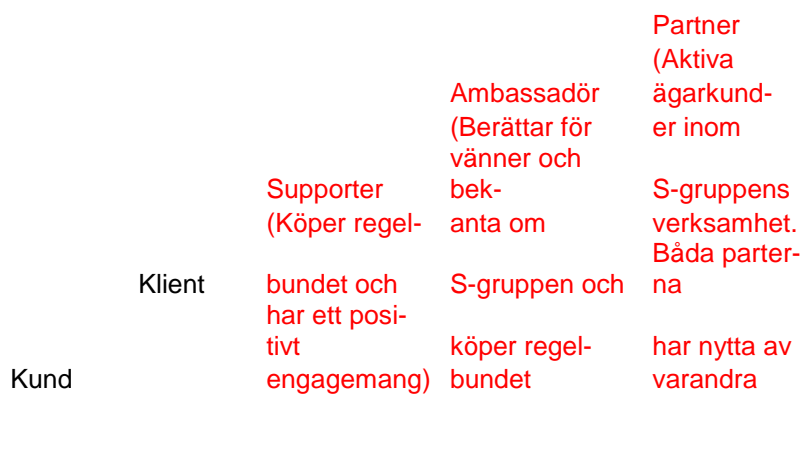 Kund
Klient
Supporter
(Köper regel-
bundet och
har ett posi-
tivt
engagemang)
Ambassadör
(Berättar för
vänner och
bek-
anta om
S-gruppen och
köper regel-
bundet
Partner
(Aktiva
ägarkund-
er inom
S-gruppens
verksamhet.
Båda parter-
na
har nytta av
varandra